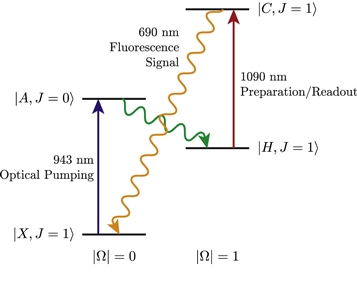 |C, J = 1⟩
690 nm
Fluorescence
Signal
1090 nm
Preparation/Readout
|A, J = 0⟩
943 nm
Optical Pumping
|H, J = 1⟩
|X, J = 1⟩
|Ω| = 0
|Ω| = 1